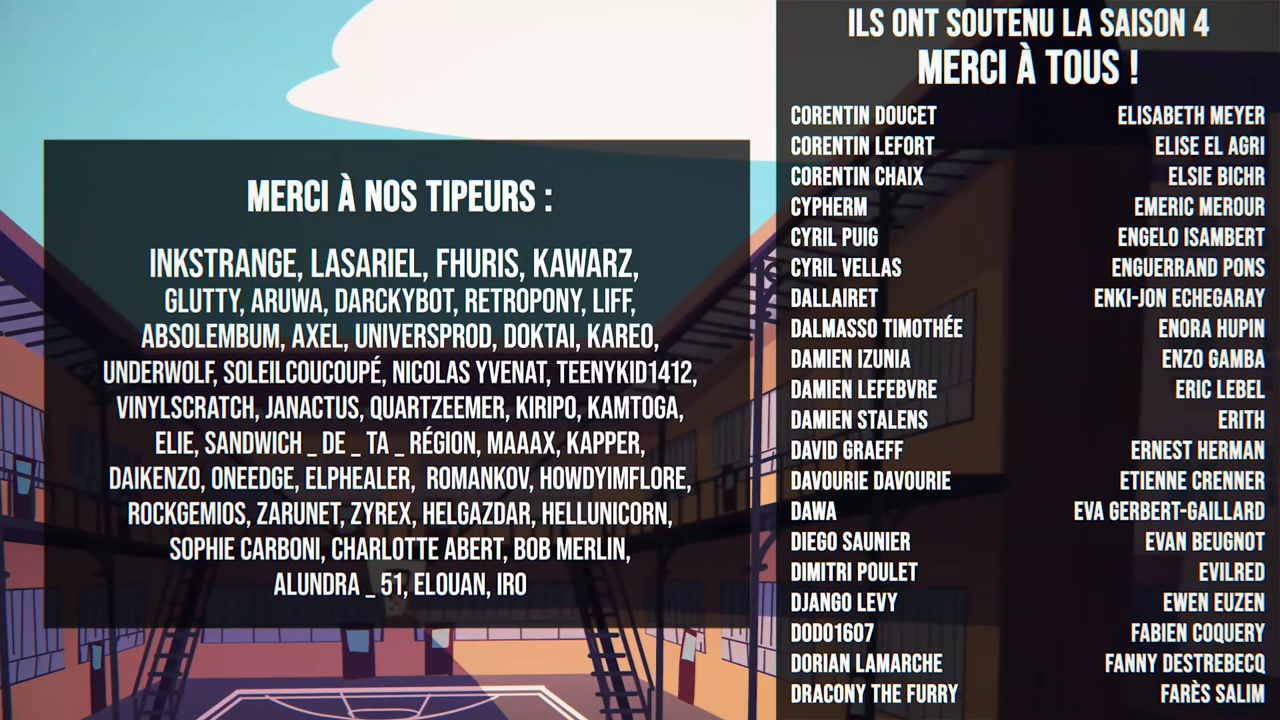 MERCI À NOS TIPEURS :
INKSTRANGE, LASARIEL, FHURIS, KAWARZ,
GLUTTY, ARUWA, DARCKYBOT, RETROPONY, LIFF,
ABSOLEMBUM, AXEL, UNIVERSPROD, DOKTAI, KAREO,
UNDERWOLF, SOLEILCOUCOUPÉ, NICOLAS YVENAT, TEENYKID1412,
VINYLSCRATCH, JANACTUS, QUARTZEEMER, KIRIPO, KAMTOGA,
ELIE, SANDWICH _ DE _ TA _ RÉGION, MAAAX, KAPPER,
DAIKENZO, ONEEDGE, ELPHEALER, ROMANKOV, HOWDYIMFLORE,
ROCKGEMIOS, ZARUNET, ZYREX, HELGAZDAR, HELLUNICORN,
SOPHIE CARBONI, CHARLOTTE ABERT, BOB MERLIN,
ALUNDRA _ 51, ELOUAN, IRO
ILS ONT SOUTENU LA SAISON 4
MERCI À TOUS !
CORENTIN DOUCET
CORENTIN LEFORT
CORENTIN CHAIX
CYPHERM
CYRIL PUIG
CYRIL VELLAS
DALLAIRET
DALMASSO TIMOTHÉE
DAMIEN IZUNIA
DAMIEN LEFEBVRE
DAMIEN STALENS
DAVID GRAEFF
DAVOURIE DAVOURIE
DAWA
DIEGO SAUNIER
DIMITRI POULET
DJANGO LEVY
DODO1607
DORIAN LAMARCHE
DRACONY THE FURRY
ELISABETH MEYER
ELISE EL AGRI
ELSIE BICHR
EMERIC MEROUR
ENGELO ISAMBERT
ENGUERRAND PONS
ENKI-JON ECHEGARAY
ENORA HUPIN
ENZO GAMBA
ERIC LEBEL
ERITH
ERNEST HERMAN
ETIENNE CRENNER
EVA GERBERT-GAILLARD
EVAN BEUGNOT
EVILRED
EWEN EUZEN
FABIEN COQUERY
FANNY DESTREBECQ
FARÈS SALIM